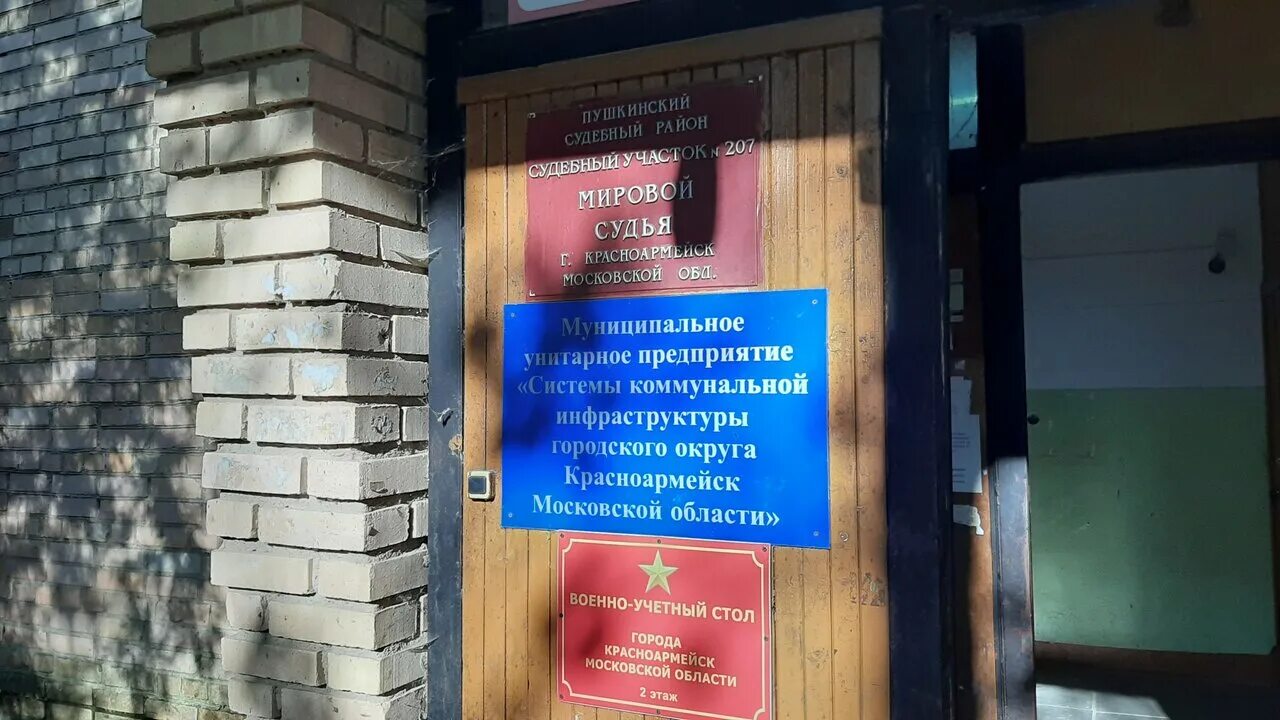 ПУШКИНСКИЙ
СУДЕБНЫЙ РАЙОН
СУДЕБНЫЙ УЧАСТОК N 207
МИРОВОЙ
СУДЬЯ
Г. КРАСНОАРМЕЙСК
МОСКОВСКОЙ ОБЛ.
Муниципальное
унитарное предприятие
«Системы коммунальной
инфраструктуры
городского округа
Красноармейск
Московской области»
ВОЕННО-УЧЕТНЫЙ СТОЛ
ГОРОДА
КРАСНОАРМЕЙСК
МОСКОВСКОЙ ОБЛАСТИ
2 этаж